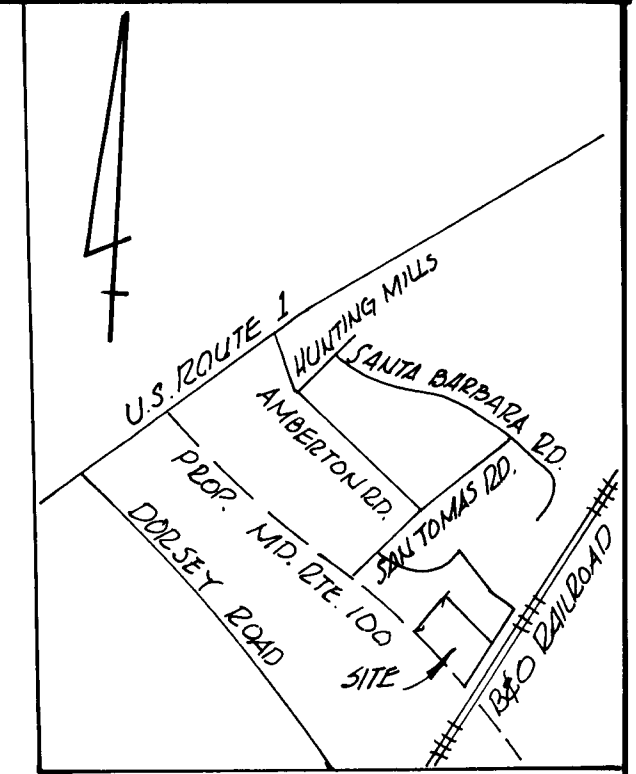 U.S. ROUTE 1
HUNTING MILLS
SANTA BARBARA RD.
AMBERTON RD.
SAN TOMAS RD.
PROP. MD. RTE. 100
DORSEY ROAD
SITE
B&O RAILROAD